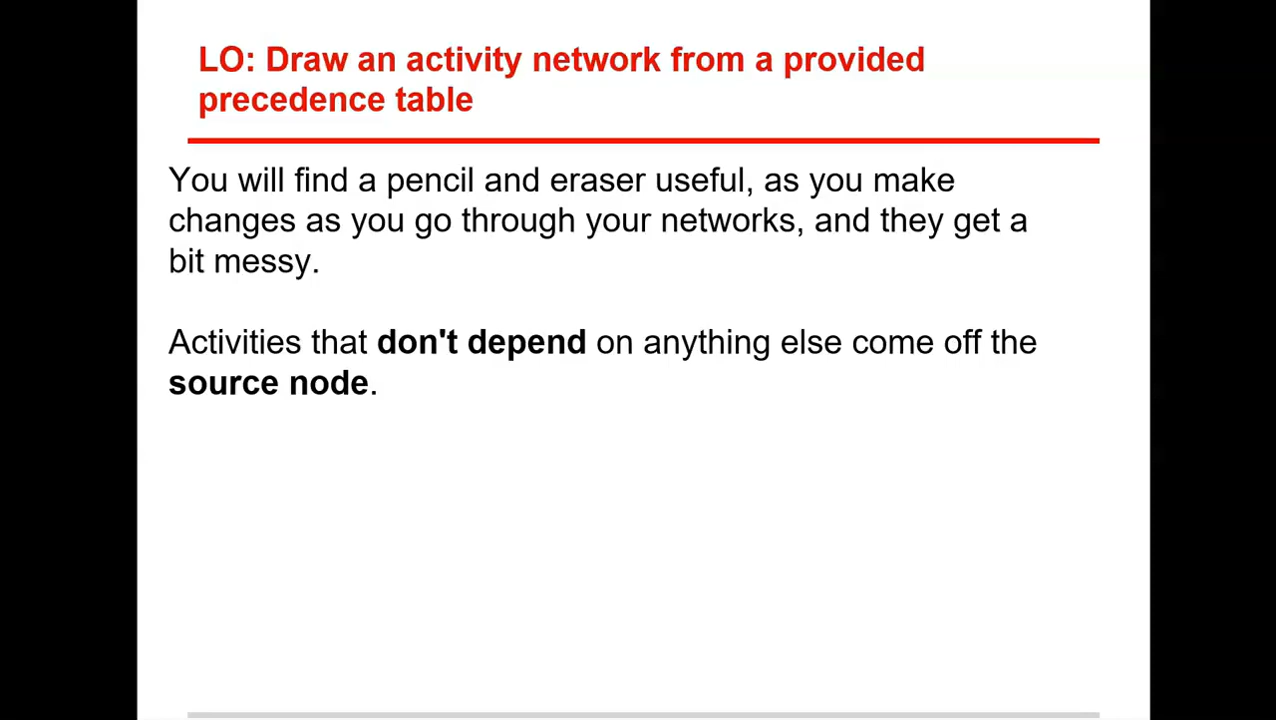 LO: Draw an activity network from a provided
precedence table
You will find a pencil and eraser useful, as you make
changes as you go through your networks, and they get a
bit messy.
Activities that don't depend on anything else come off the
source node.